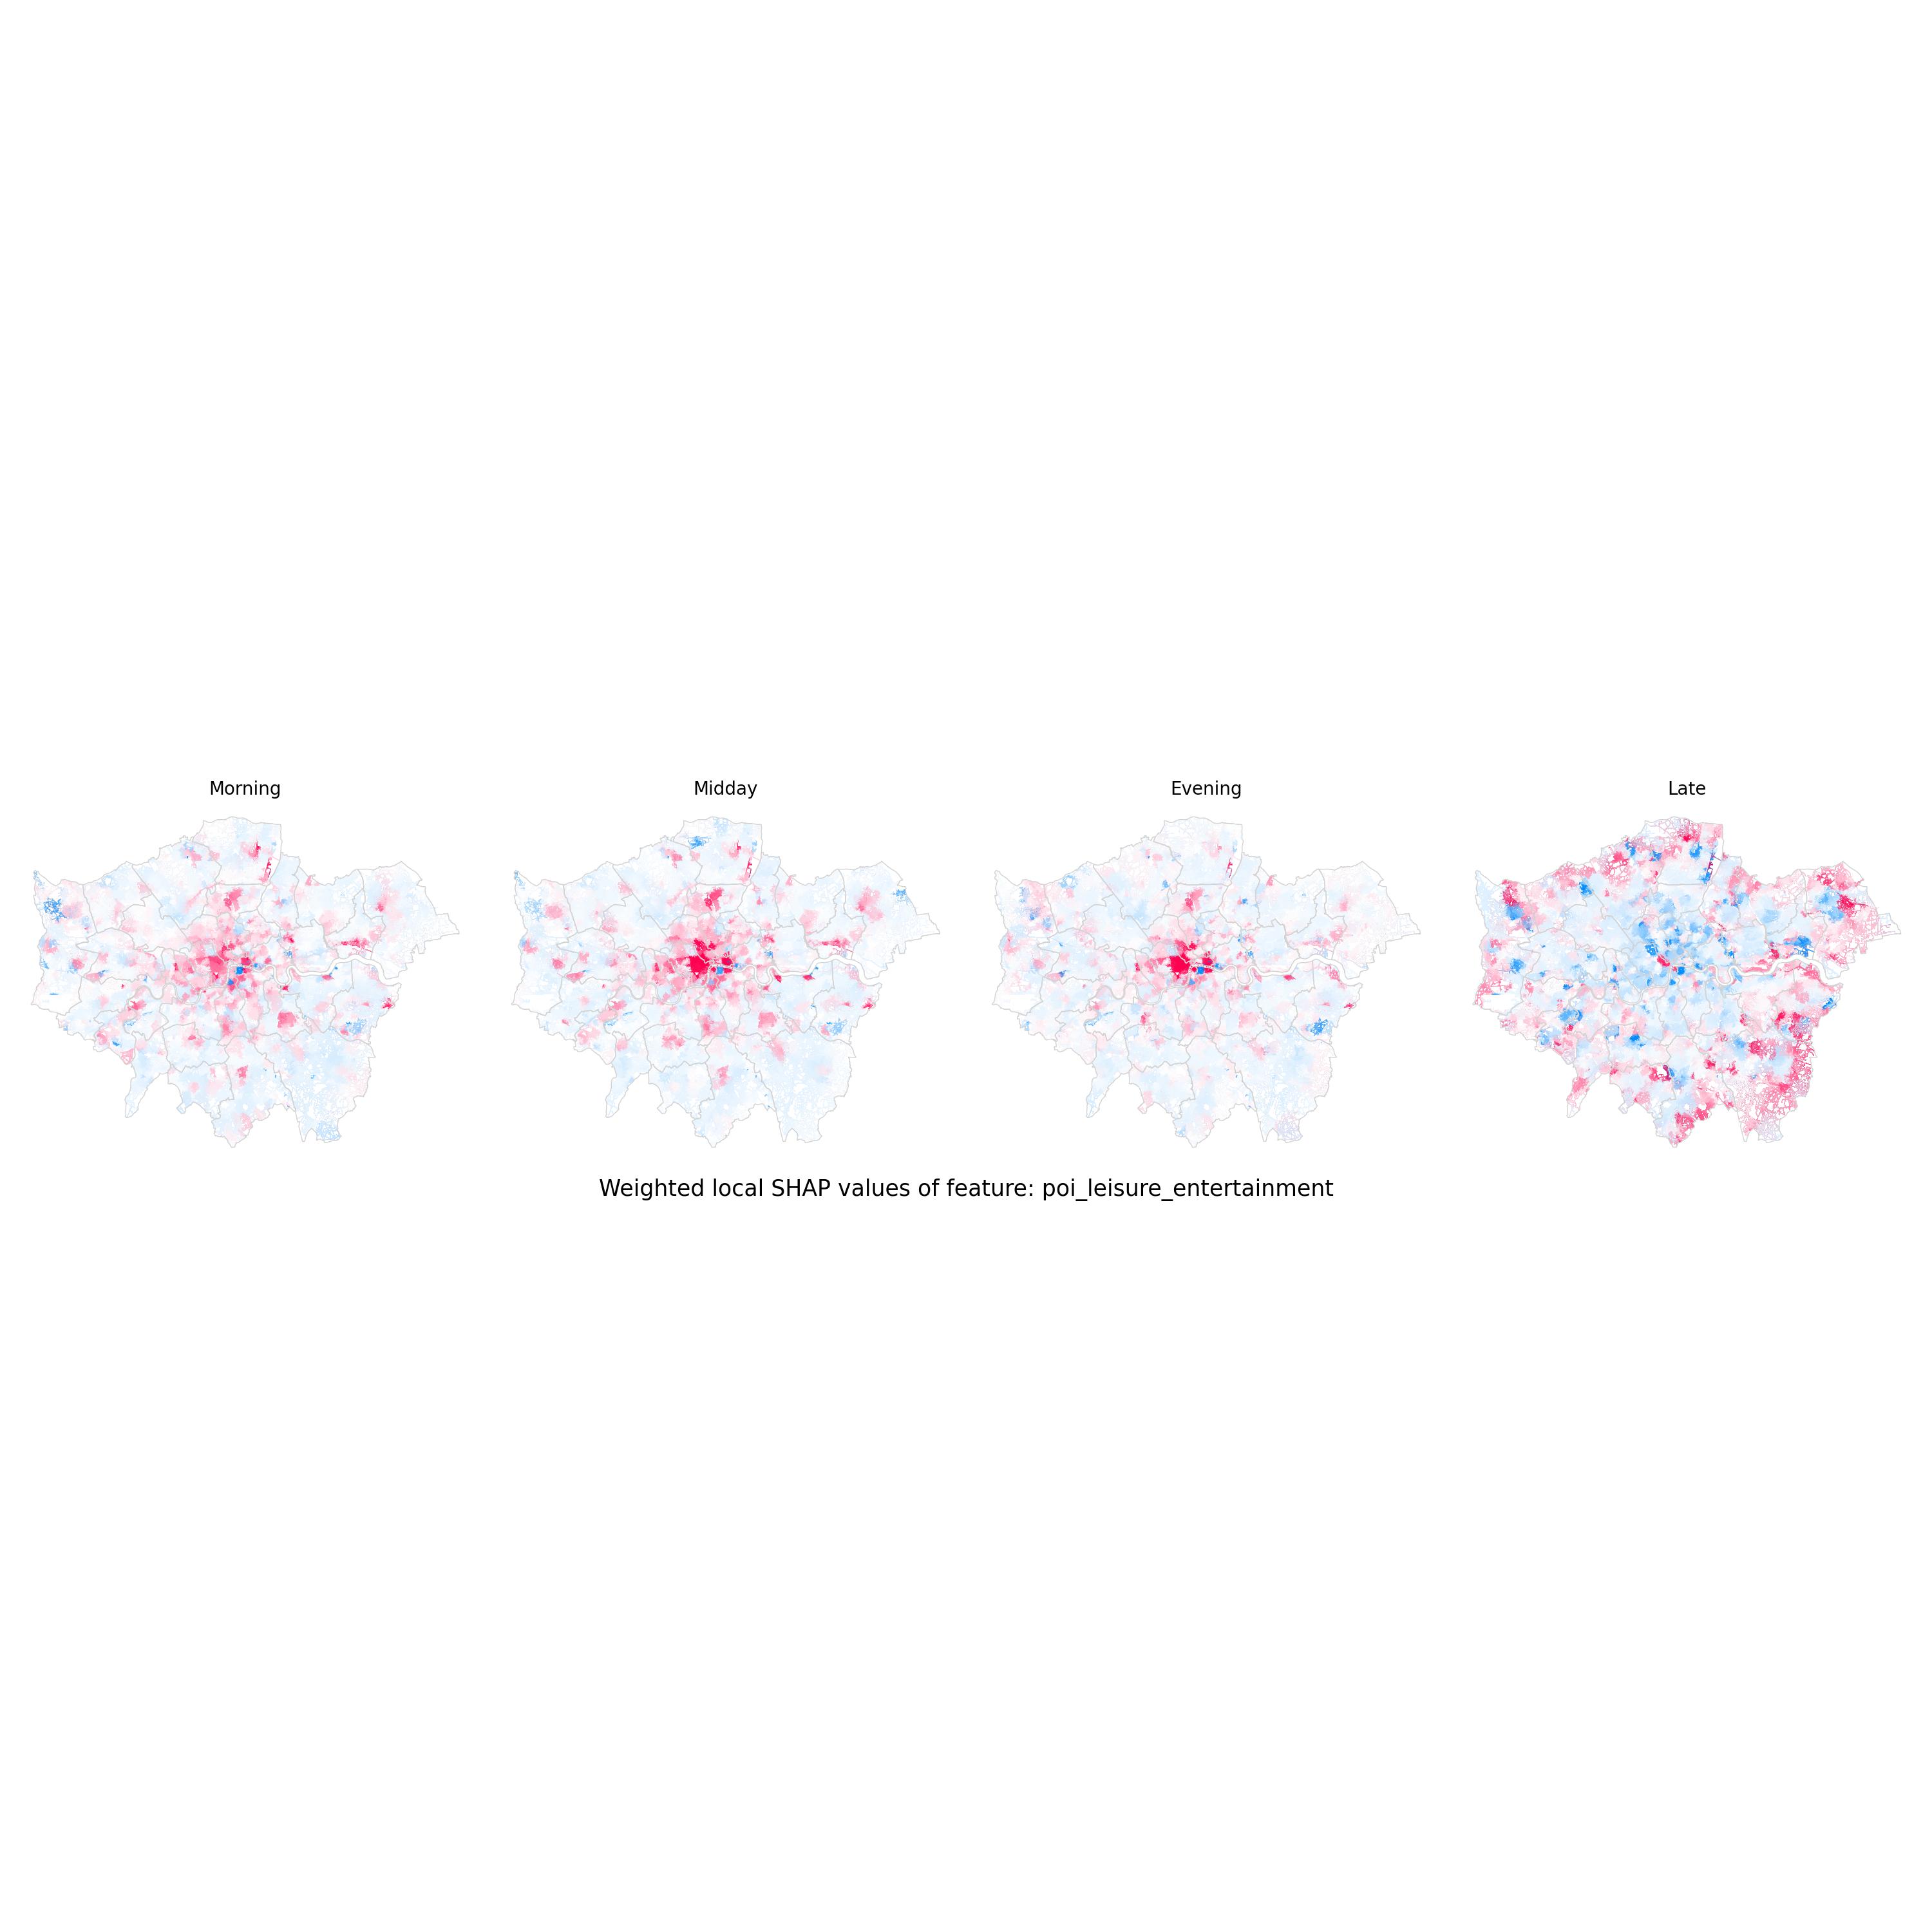 Morning
Midday
Evening
Late
Weighted local SHAP values of feature: poi_leisure_entertainment